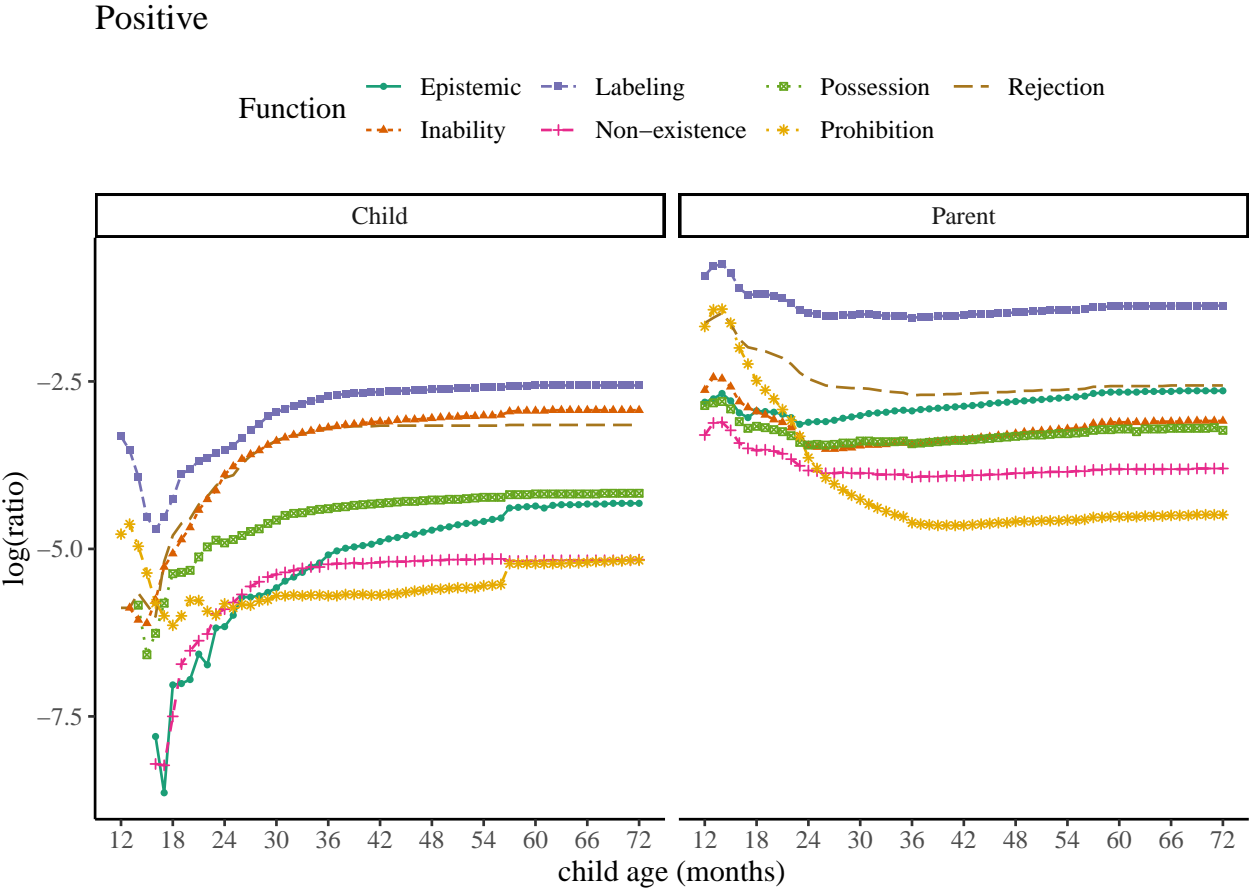 Positive
Function
Epistemic
Labeling
Possession
Rejection
Inability
Non−existence
Prohibition
Child
Parent
log(ratio)
−2.5
−5.0
−7.5
12 18 24 30 36 42 48 54 60 66 72
12 18 24 30 36 42 48 54 60 66 72
child age (months)